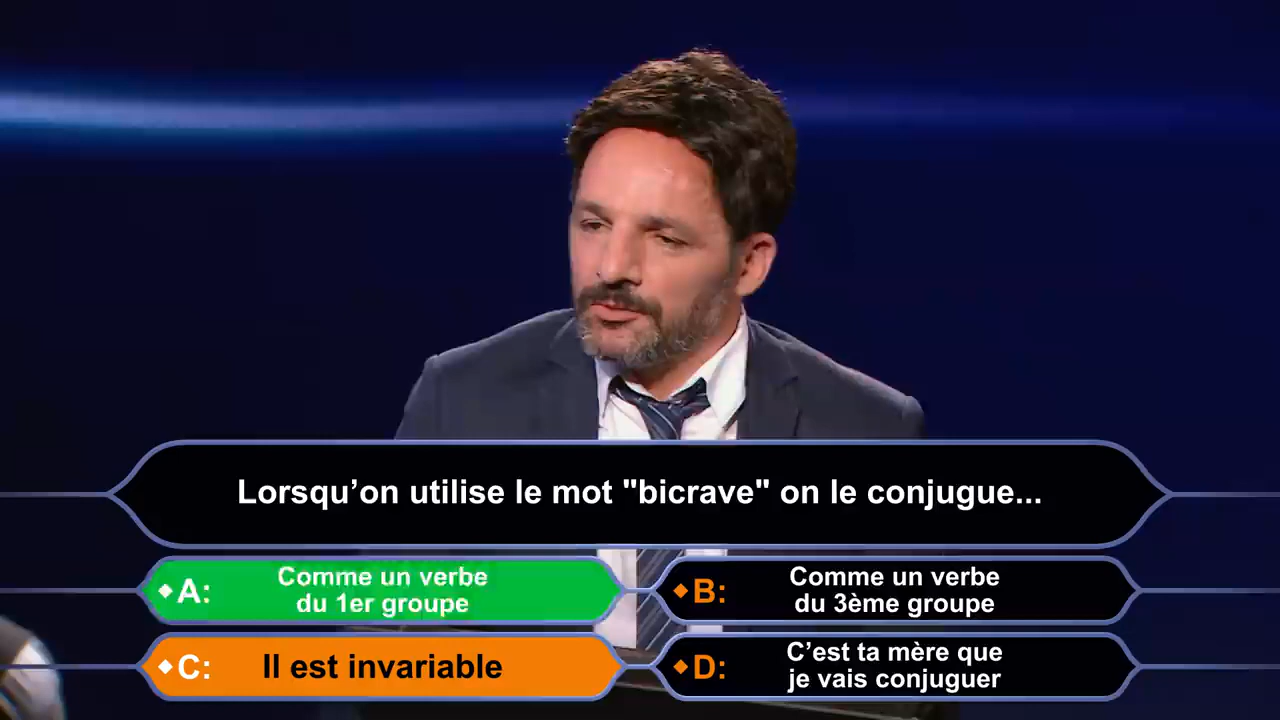 Lorsqu’on utilise le mot "bicrave" on le conjugue...
A: Comme un verbe
du 1er groupe
B: Comme un verbe
du 3ème groupe
C: Il est invariable
D: C’est ta mère que
je vais conjuguer